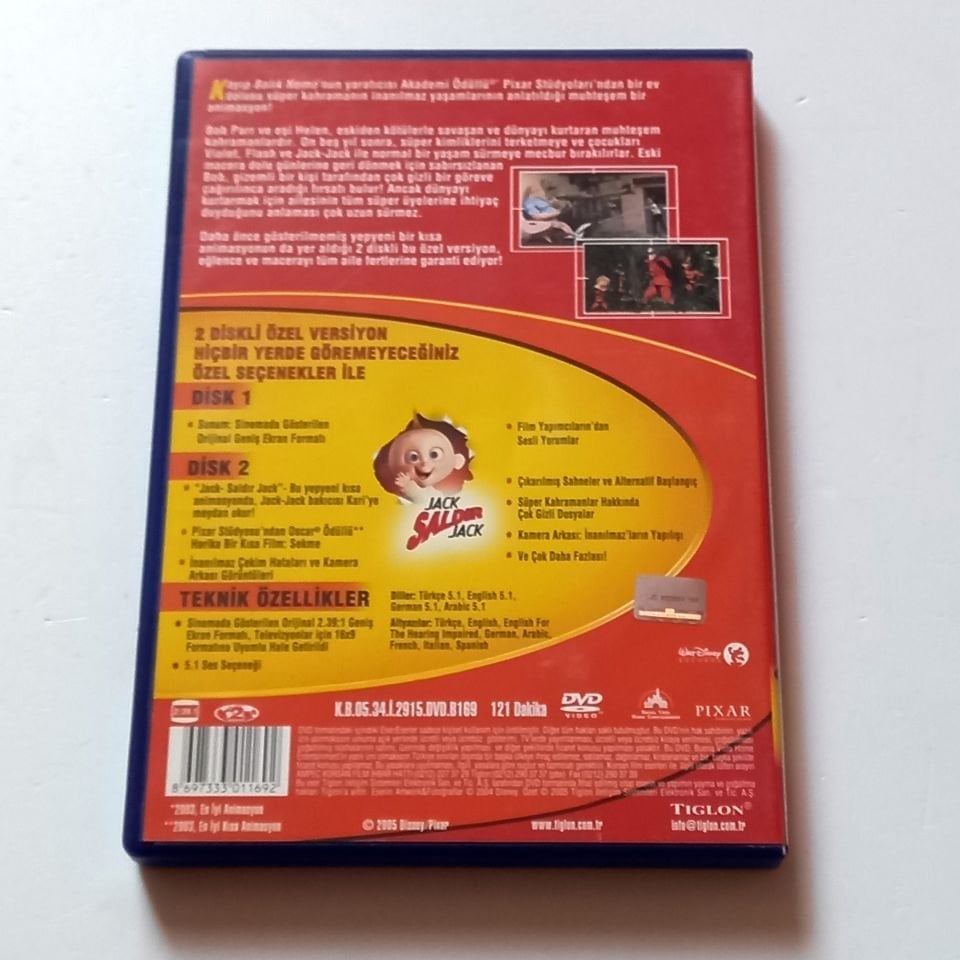 Kayıp Balık Nemo'nun yaratıcısı Akademi Ödüllü® Pixar Stüdyoları'ndan bir ev
dolusu süper kahramanın inanılmaz yaşamlarının anlatıldığı muhteşem bir
animasyon!
Bob Parr ve eşi Helen, eskiden kötülerle savaşan ve dünyayı kurtaran muhteşem
kahramanlardır. On beş yıl sonra, süper kimliklerini terketmeye ve çocukları
Violet, Flash ve Jack-Jack ile normal bir yaşam sürmeye mecbur bırakılırlar. Eski
macera dolu günlerine geri dönmek için sabırsızlanan
Bob, gizemli bir kişi tarafından çok gizli bir göreve
çağırılınca aradığı fırsatı bulur! Ancak dünyayı
kurtarmak için ailesinin tüm süper üyelerine ihtiyaç
duyduğunu anlaması çok uzun sürmez.
Daha önce gösterilmemiş yepyeni bir kısa
animasyonun da yer aldığı 2 diskli bu özel versiyon,
eğlence ve macerayı tüm aile fertlerine garanti ediyor!
2 DİSKLİ ÖZEL VERSİYON
HİÇBİR YERDE GÖREMEYECEĞİNİZ
ÖZEL SEÇENEKLER İLE
DİSK 1
• Sunum: Sinemada Gösterilen
Orijinal Geniş Ekran Formatı
• Film Yapımcıların'dan
Sesli Yorumlar
DİSK 2
• "Jack- Saldır Jack"- Bu yepyeni kısa
animasyonda, Jack-Jack bakıcısı Kari'ye
meydan okur!
• Pixar Stüdyosu'ndan Oscar® Ödüllü**
Harika Bir Kısa Film: Sekme
• İnanılmaz Çekim Hataları ve Kamera
Arkası Görüntüleri
JACK
SALDIR
JACK
• Çıkarılmış Sahneler ve Alternatif Başlangıç
• Süper Kahramanlar Hakkında
Çok Gizli Dosyalar
• Kamera Arkası: İnanılmaz'ların Yapılışı
• Ve Çok Daha Fazlası!
TEKNİK ÖZELLİKLER
• Sinemada Gösterilen Orijinal 2.39:1 Geniş
Ekran Formatı, Televizyonlar için 16x9
Formatına Uyumlu Hale Getirildi
• 5.1 Ses Seçeneği
Diller: Türkçe 5.1, English 5.1,
German 5.1, Arabic 5.1
Altyazılar: Türkçe, English, English For
The Hearing Impaired, German, Arabic,
French, Italian, Spanish
WALT DISNEY
RECORDS
2.39:1
2
K.B.05.34.İ.2915.DVD.B169
121 Dakika
DVD
VIDEO
PIXAR
8 697333 011692
*2003, En İyi Animasyon
**2003, En İyi Kısa Animasyon
© 2005 Disney/Pixar
www.tiglon.com.tr
TIGLON®
info@tiglon.com.tr